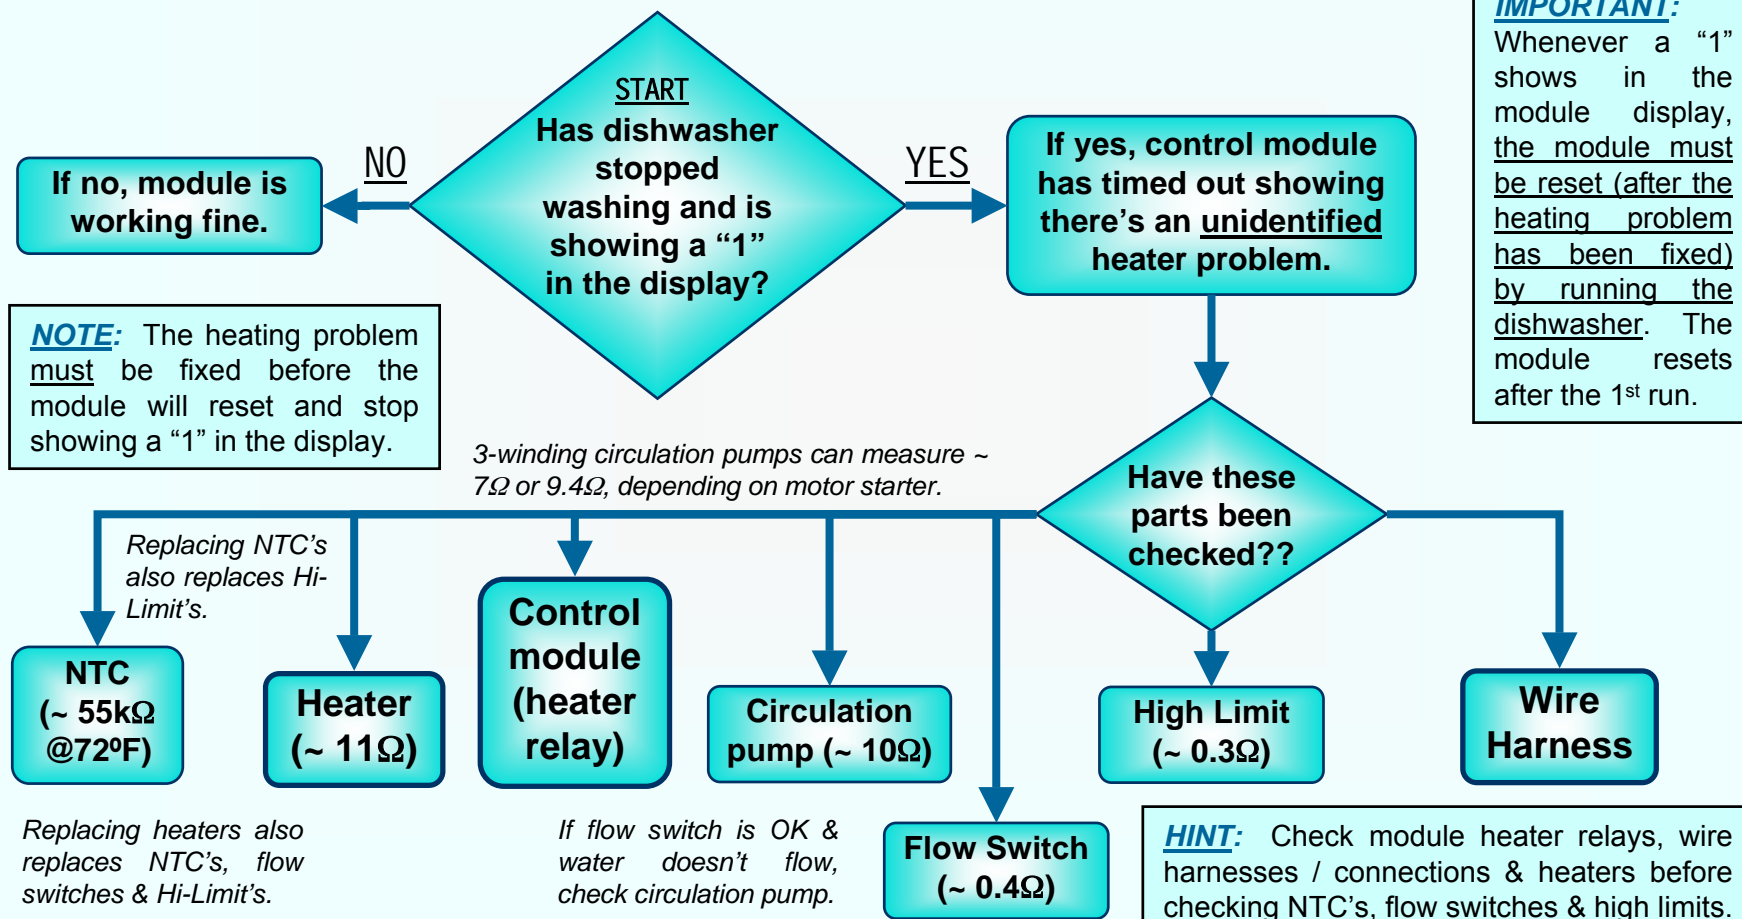 START
Has dishwasher
stopped
washing and is
showing a “1”
in the display?
NO
If no, module is
working fine.
YES
If yes, control module
has timed out showing
there’s an unidentified
heater problem.
IMPORTANT:
Whenever a “1”
shows in the
module display,
the module must
be reset (after the
heating problem
has been fixed)
by running the
dishwasher. The
module resets
after the 1st run.
NOTE: The heating problem
must be fixed before the
module will reset and stop
showing a “1” in the display.
3-winding circulation pumps can measure ~
7Ω or 9.4Ω, depending on motor starter.
Have these
parts been
checked??
Replacing NTC’s
also replaces Hi-
Limit’s.
NTC
(~ 55kΩ
@72ºF)
Heater
(~ 11Ω)
Control
module
(heater
relay)
Circulation
pump (~ 10Ω)
Flow Switch
(~ 0.4Ω)
High Limit
(~ 0.3Ω)
Wire
Harness
Replacing heaters also
replaces NTC’s, flow
switches & Hi-Limit’s.
If flow switch is OK &
water doesn’t flow,
check circulation pump.
HINT: Check module heater relays, wire
harnesses / connections & heaters before
checking NTC’s, flow switches & high limits.